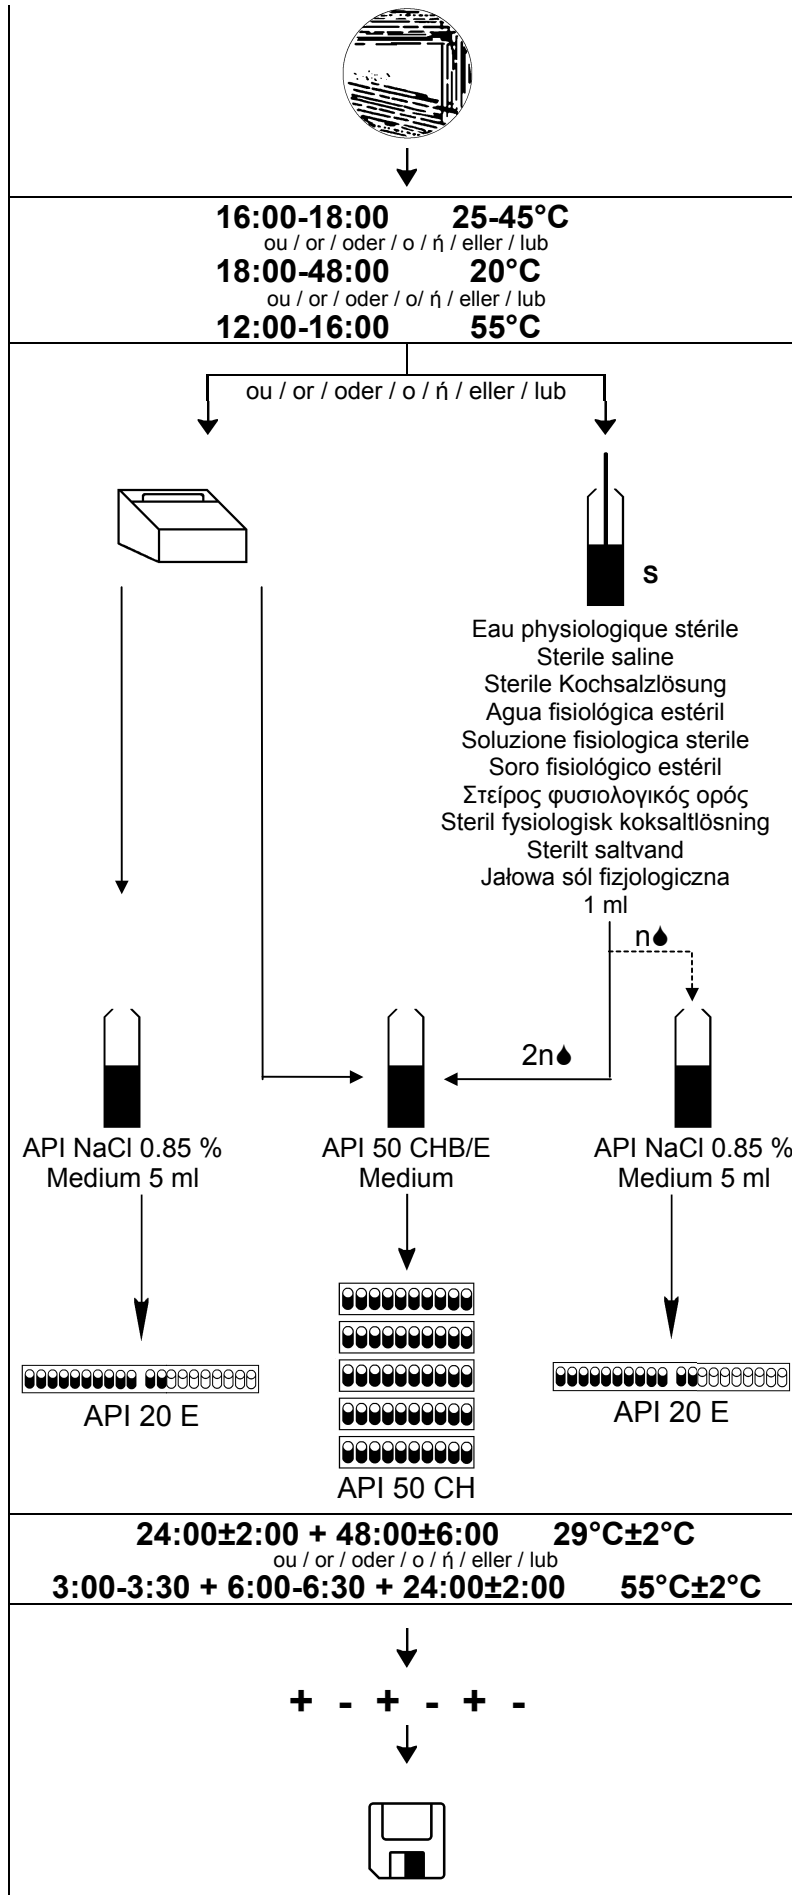 16:00-18:00 25-45°C
ou / or / oder / o / ή / eller / lub
18:00-48:00 20°C
ou / or / oder / o/ ή / eller / lub
12:00-16:00 55°C
ou / or / oder / o / ή / eller / lub
S
Eau physiologique stérile
Sterile saline
Sterile Kochsalzlösung
Agua fisiológica estéril
Soluzione fisiologica sterile
Soro fisiológico estéril
Στείρος φυσιολογικός ορός
Steril fysiologisk koksaltlösning
Sterilt saltvand
Jałowa sól fizjologiczna
1 ml
n
2n
API NaCl 0.85 %
Medium 5 ml
API 50 CHB/E
Medium
API NaCl 0.85 %
Medium 5 ml
API 20 E
API 50 CH
API 20 E
24:00±2:00 + 48:00±6:00 29°C±2°C
ou / or / oder / o / ή / eller / lub
3:00-3:30 + 6:00-6:30 + 24:00±2:00 55°C±2°C
+ - + - + -